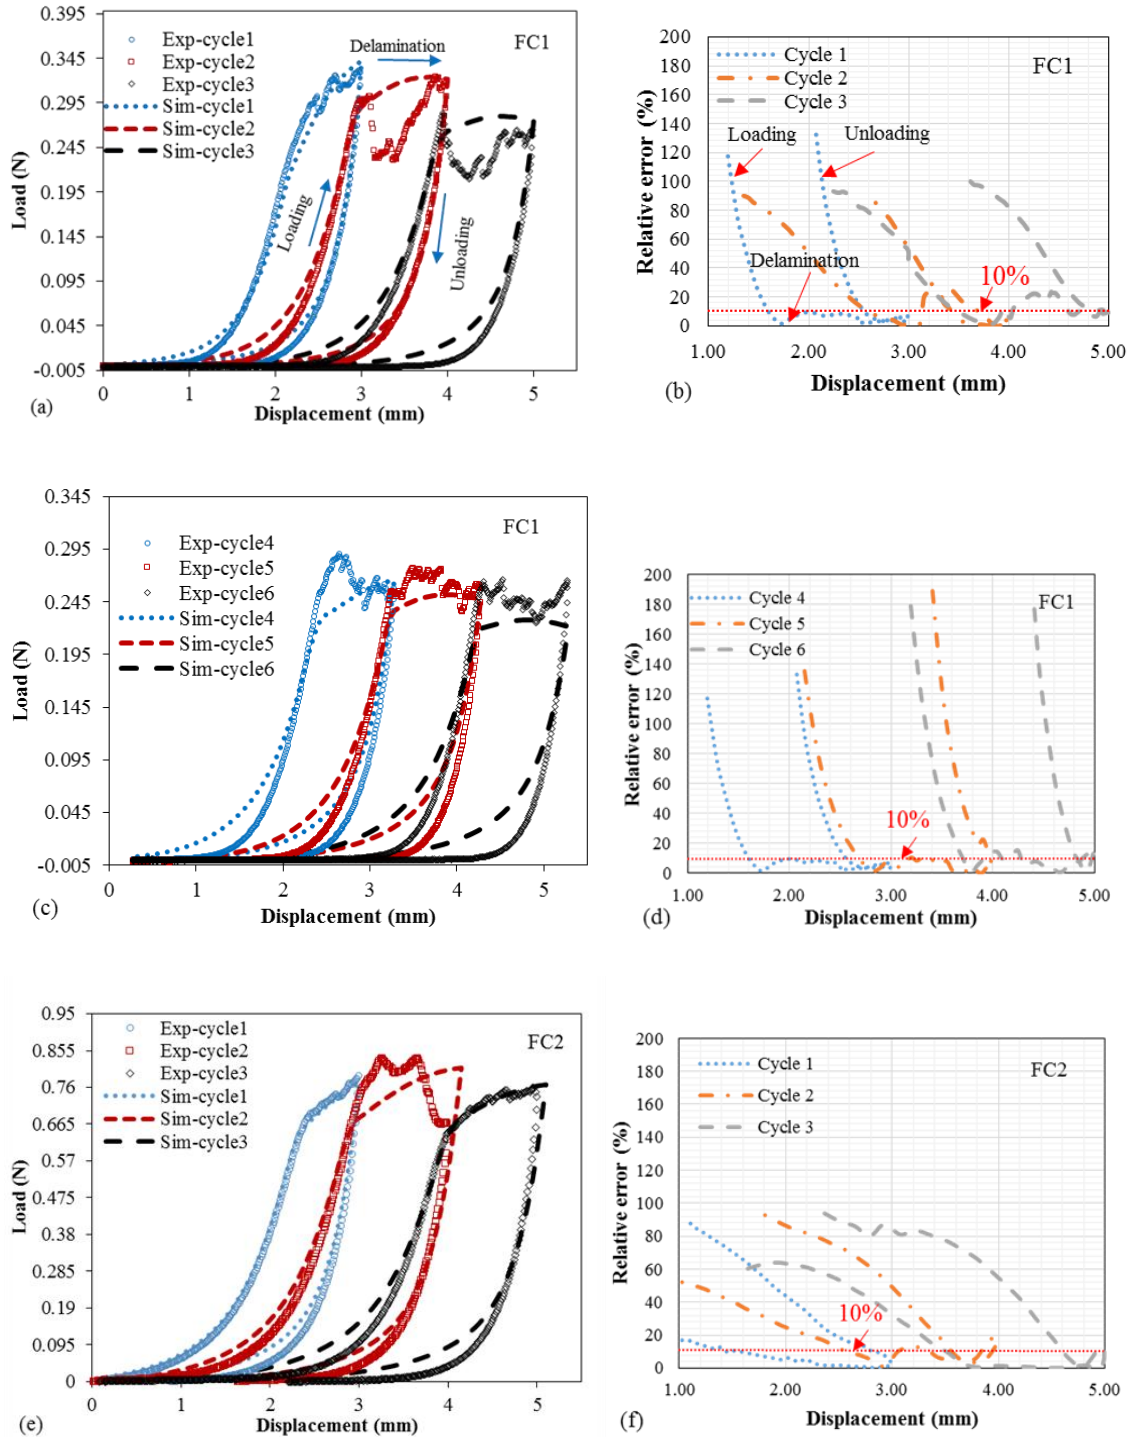 0.395
0.345
0.295
0.245
0.195
0.145
0.095
0.045
-0.005
Load (N)
Exp-cycle1
Exp-cycle2
Exp-cycle3
Sim-cycle1
Sim-cycle2
Sim-cycle3
Delamination
FC1
Loading
Unloading
0 1 2 3 4 5
Displacement (mm)
(a)
200
180
160
140
120
100
80
60
40
20
0
Relative error (%)
Cycle 1
Cycle 2
Cycle 3
FC1
Loading
Unloading
Delamination
10%
1.00 2.00 3.00 4.00 5.00
Displacement (mm)
(b)
0.345
0.295
0.245
0.195
0.145
0.095
0.045
-0.005
Load (N)
FC1
Exp-cycle4
Exp-cycle5
Exp-cycle6
Sim-cycle4
Sim-cycle5
Sim-cycle6
0 1 2 3 4 5
Displacement (mm)
(c)
200
180
160
140
120
100
80
60
40
20
0
Relative error (%)
Cycle 4
Cycle 5
Cycle 6
FC1
10%
1.00 2.00 3.00 4.00 5.00
Displacement (mm)
(d)
0.95
0.855
0.76
0.665
0.57
0.475
0.38
0.285
0.19
0.095
0
Load (N)
Exp-cycle1
Exp-cycle2
Exp-cycle3
Sim-cycle1
Sim-cycle2
Sim-cycle3
FC2
0 1 2 3 4 5
Displacement (mm)
(e)
200
180
160
140
120
100
80
60
40
20
0
Relative error (%)
Cycle 1
Cycle 2
Cycle 3
FC2
10%
1.00 2.00 3.00 4.00 5.00
Displacement (mm)
(f)